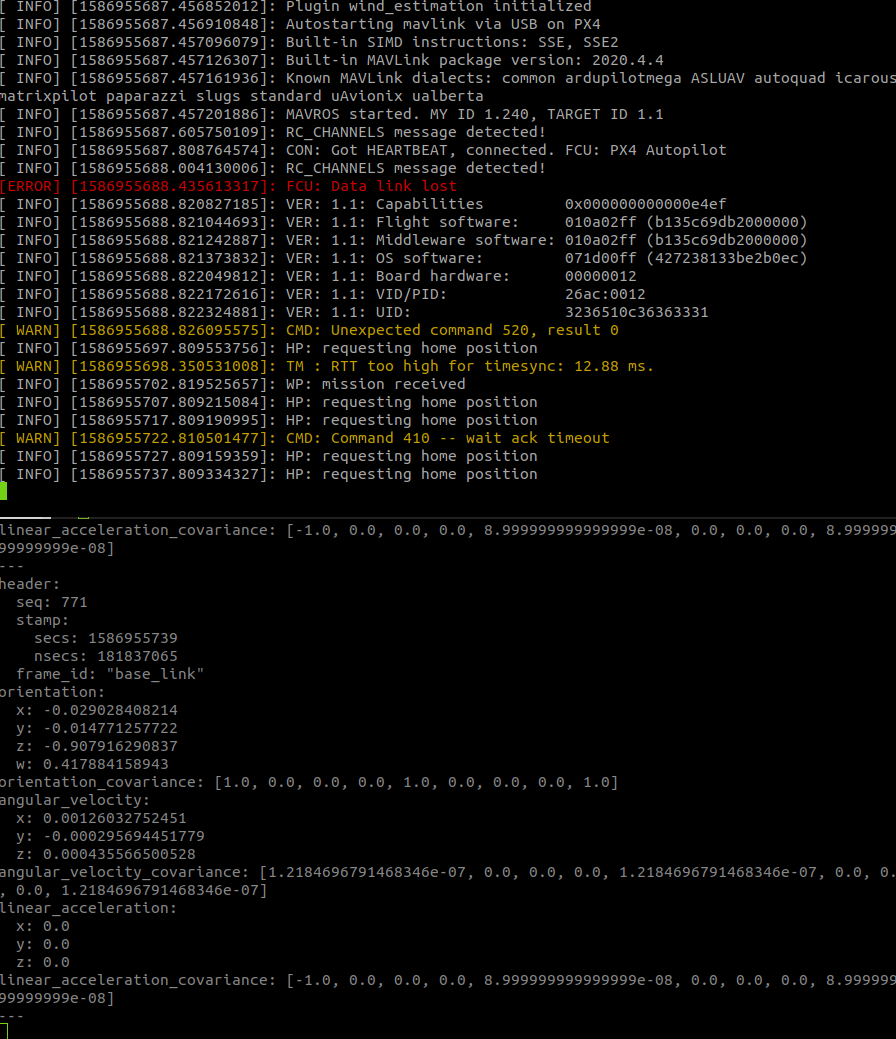 [ INFO] [1586955687.456852012]: Plugin wind_estimation initialized
[ INFO] [1586955687.456910848]: Autostarting mavlink via USB on PX4
[ INFO] [1586955687.457096079]: Built-in SIMD instructions: SSE, SSE2
[ INFO] [1586955687.457126307]: Built-in MAVLink package version: 2020.4.4
[ INFO] [1586955687.457161936]: Known MAVLink dialects: common ardupilotmega ASLUAV autoquad icarous
matrixpilot paparazzi slugs standard uAvionix ualberta
[ INFO] [1586955687.457201886]: MAVROS started. MY ID 1.240, TARGET ID 1.1
[ INFO] [1586955687.605750109]: RC_CHANNELS message detected!
[ INFO] [1586955687.808764574]: CON: Got HEARTBEAT, connected. FCU: PX4 Autopilot
[ INFO] [1586955688.004130006]: RC_CHANNELS message detected!
[ERROR] [1586955688.435613317]: FCU: Data link lost
[ INFO] [1586955688.820827185]: VER: 1.1: Capabilities         0x000000000000e4ef
[ INFO] [1586955688.821044693]: VER: 1.1: Flight software:     010a02ff (b135c69db2000000)
[ INFO] [1586955688.821242887]: VER: 1.1: Middleware software: 010a02ff (b135c69db2000000)
[ INFO] [1586955688.821373832]: VER: 1.1: OS software:         071d00ff (427238133be2b0ec)
[ INFO] [1586955688.822049812]: VER: 1.1: Board hardware:      00000012
[ INFO] [1586955688.822172616]: VER: 1.1: VID/PID:             26ac:0012
[ INFO] [1586955688.822324881]: VER: 1.1: UID:                 3236510c36363331
[ WARN] [1586955688.826095575]: CMD: Unexpected command 520, result 0
[ INFO] [1586955697.809553756]: HP: requesting home position
[ WARN] [1586955698.350531008]: TM : RTT too high for timesync: 12.88 ms.
[ INFO] [1586955702.819525657]: WP: mission received
[ INFO] [1586955707.809215084]: HP: requesting home position
[ INFO] [1586955717.809190995]: HP: requesting home position
[ WARN] [1586955722.810501477]: CMD: Command 410 -- wait ack timeout
[ INFO] [1586955727.809159359]: HP: requesting home position
[ INFO] [1586955737.809334327]: HP: requesting home position
linear_acceleration_covariance: [-1.0, 0.0, 0.0, 0.0, 8.999999999999999e-08, 0.0, 0.0, 0.0, 8.99999
99999999e-08]
---
header:
  seq: 771
  stamp:
    secs: 1586955739
    nsecs: 181837065
  frame_id: "base_link"
orientation:
  x: -0.029028408214
  y: -0.014771257722
  z: -0.907916290837
  w: 0.417884158943
orientation_covariance: [1.0, 0.0, 0.0, 0.0, 1.0, 0.0, 0.0, 0.0, 1.0]
angular_velocity:
  x: 0.00126032752451
  y: -0.000295694451779
  z: 0.000435566500528
angular_velocity_covariance: [1.2184696791468346e-07, 0.0, 0.0, 0.0, 1.2184696791468346e-07, 0.0, 0.
, 0.0, 1.2184696791468346e-07]
linear_acceleration:
  x: 0.0
  y: 0.0
  z: 0.0
linear_acceleration_covariance: [-1.0, 0.0, 0.0, 0.0, 8.999999999999999e-08, 0.0, 0.0, 0.0, 8.99999
99999999e-08]
---